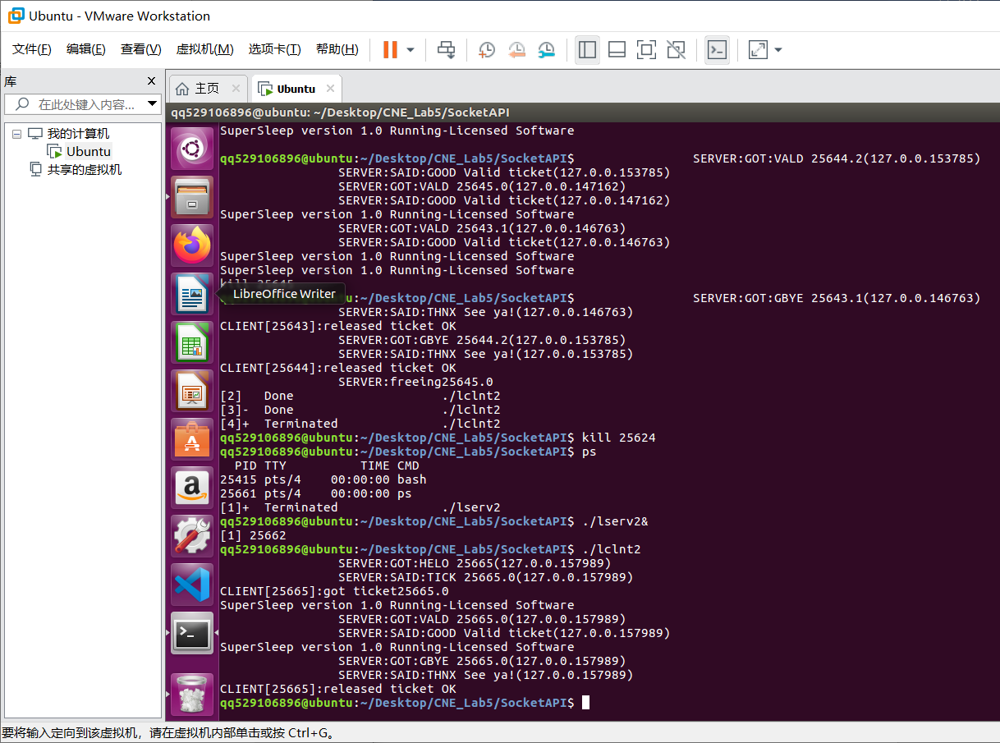 Ubuntu - VMware Workstation
文件(F) 编辑(E) 查看(V) 虚拟机(M) 选项卡(T) 帮助(H)
库
主页 Ubuntu
在此处键入内容...
qq529106896@ubuntu: ~/Desktop/CNE_Lab5/SocketAPI
我的计算机
Ubuntu
共享的虚拟机
SuperSleep version 1.0 Running-Licensed Software
qq529106896@ubuntu:~/Desktop/CNE_Lab5/SocketAPI$ SERVER:GOT:VALD 25644.2(127.0.0.153785)
SERVER:SAID:GOOD Valid ticket(127.0.0.153785)
SERVER:GOT:VALD 25645.0(127.0.0.147162)
SERVER:SAID:GOOD Valid ticket(127.0.0.147162)
SuperSleep version 1.0 Running-Licensed Software
SERVER:GOT:VALD 25643.1(127.0.0.146763)
SERVER:SAID:GOOD Valid ticket(127.0.0.146763)
SuperSleep version 1.0 Running-Licensed Software
SuperSleep version 1.0 Running-Licensed Software
kill 25645
LibreOffice Writer
u:~/Desktop/CNE_Lab5/SocketAPI$ SERVER:GOT:GBYE 25643.1(127.0.0.146763)
SERVER:SAID:THNX See ya!(127.0.0.146763)
CLIENT[25643]:released ticket OK
SERVER:GOT:GBYE 25644.2(127.0.0.153785)
SERVER:SAID:THNX See ya!(127.0.0.153785)
CLIENT[25644]:released ticket OK
SERVER:freeing25645.0
[2] Done ./lclnt2
[3]- Done ./lclnt2
[4]+ Terminated ./lclnt2
qq529106896@ubuntu:~/Desktop/CNE_Lab5/SocketAPI$ kill 25624
qq529106896@ubuntu:~/Desktop/CNE_Lab5/SocketAPI$ ps
PID TTY TIME CMD
25415 pts/4 00:00:00 bash
25661 pts/4 00:00:00 ps
[1]+ Terminated ./lserv2
qq529106896@ubuntu:~/Desktop/CNE_Lab5/SocketAPI$ ./lserv2&
[1] 25662
qq529106896@ubuntu:~/Desktop/CNE_Lab5/SocketAPI$ ./lclnt2
SERVER:GOT:HELO 25665(127.0.0.157989)
SERVER:SAID:TICK 25665.0(127.0.0.157989)
CLIENT[25665]:got ticket25665.0
SuperSleep version 1.0 Running-Licensed Software
SERVER:GOT:VALD 25665.0(127.0.0.157989)
SERVER:SAID:GOOD Valid ticket(127.0.0.157989)
SuperSleep version 1.0 Running-Licensed Software
SERVER:GOT:GBYE 25665.0(127.0.0.157989)
SERVER:SAID:THNX See ya!(127.0.0.157989)
CLIENT[25665]:released ticket OK
qq529106896@ubuntu:~/Desktop/CNE_Lab5/SocketAPI$
要将输入定向到该虚拟机，请在虚拟机内部单击或按 Ctrl+G。